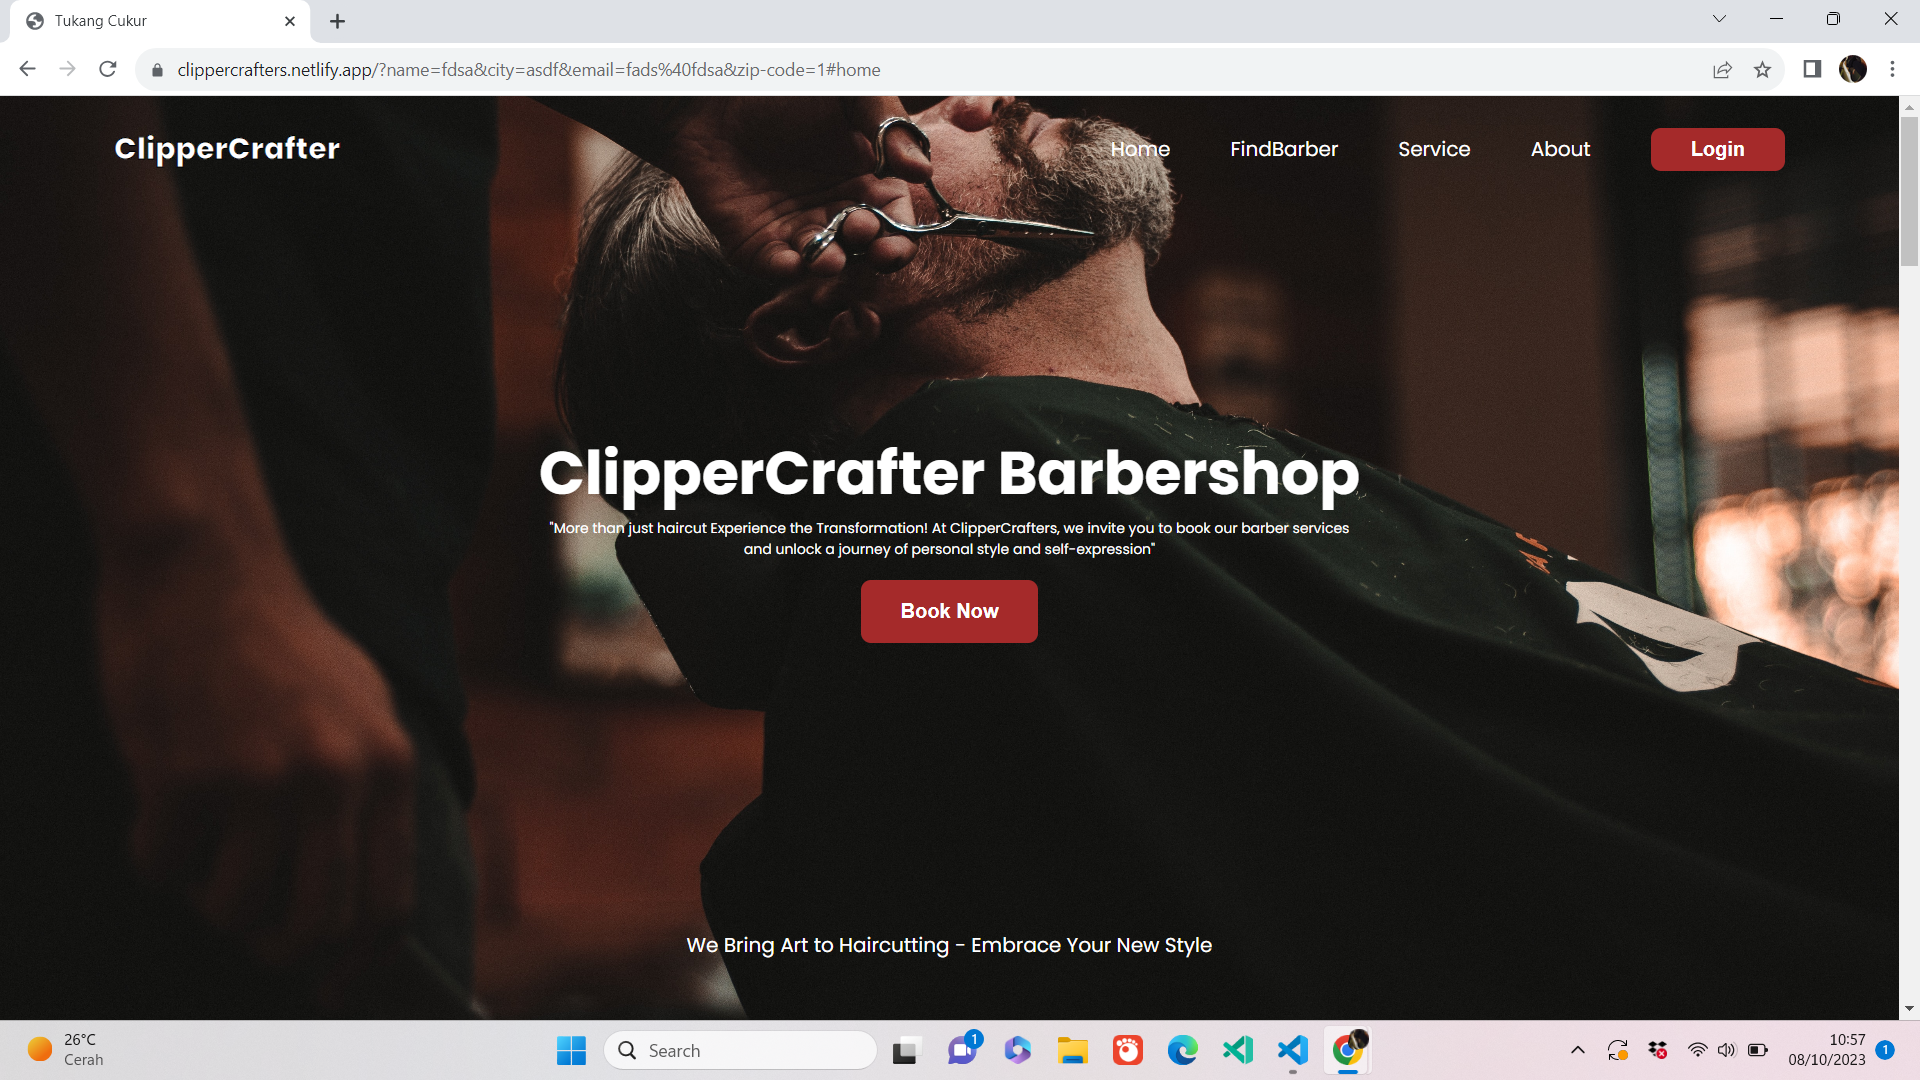 Tukang Cukur
clippercrafters.netlify.app/?name=fdsa&city=asdf&email=fads%40fdsa&zip-code=1#home
ClipperCrafter
Home
FindBarber
Service
About
Login
ClipperCrafter Barbershop
"More than just haircut Experience the Transformation! At ClipperCrafters, we invite you to book our barber services
and unlock a journey of personal style and self-expression"
Book Now
We Bring Art to Haircutting - Embrace Your New Style
26°C
Cerah
Search
1
10:57
08/10/2023
1